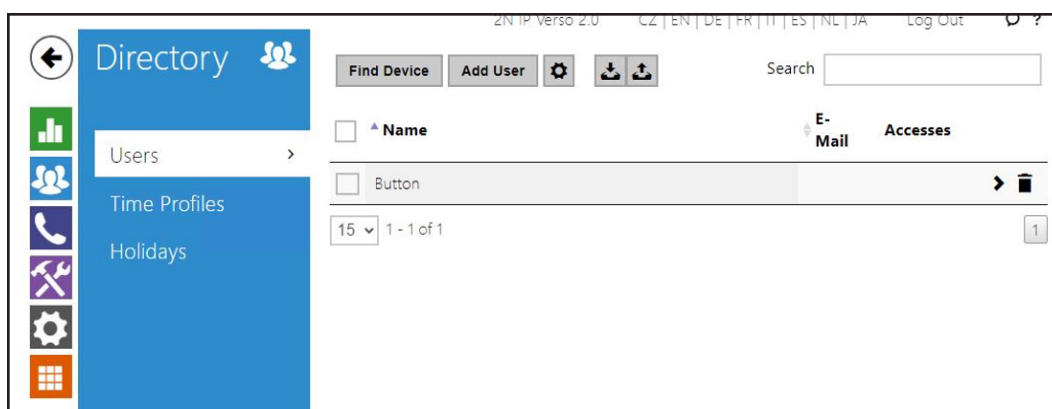 2N IP Verso 2.0 CZ | EN | DE | FR | IT | ES | NL | JA Log Out ?
Directory
Find Device Add User Search
Name E-Mail Accesses
Users
Button
Time Profiles
15 1 - 1 of 1 1
Holidays